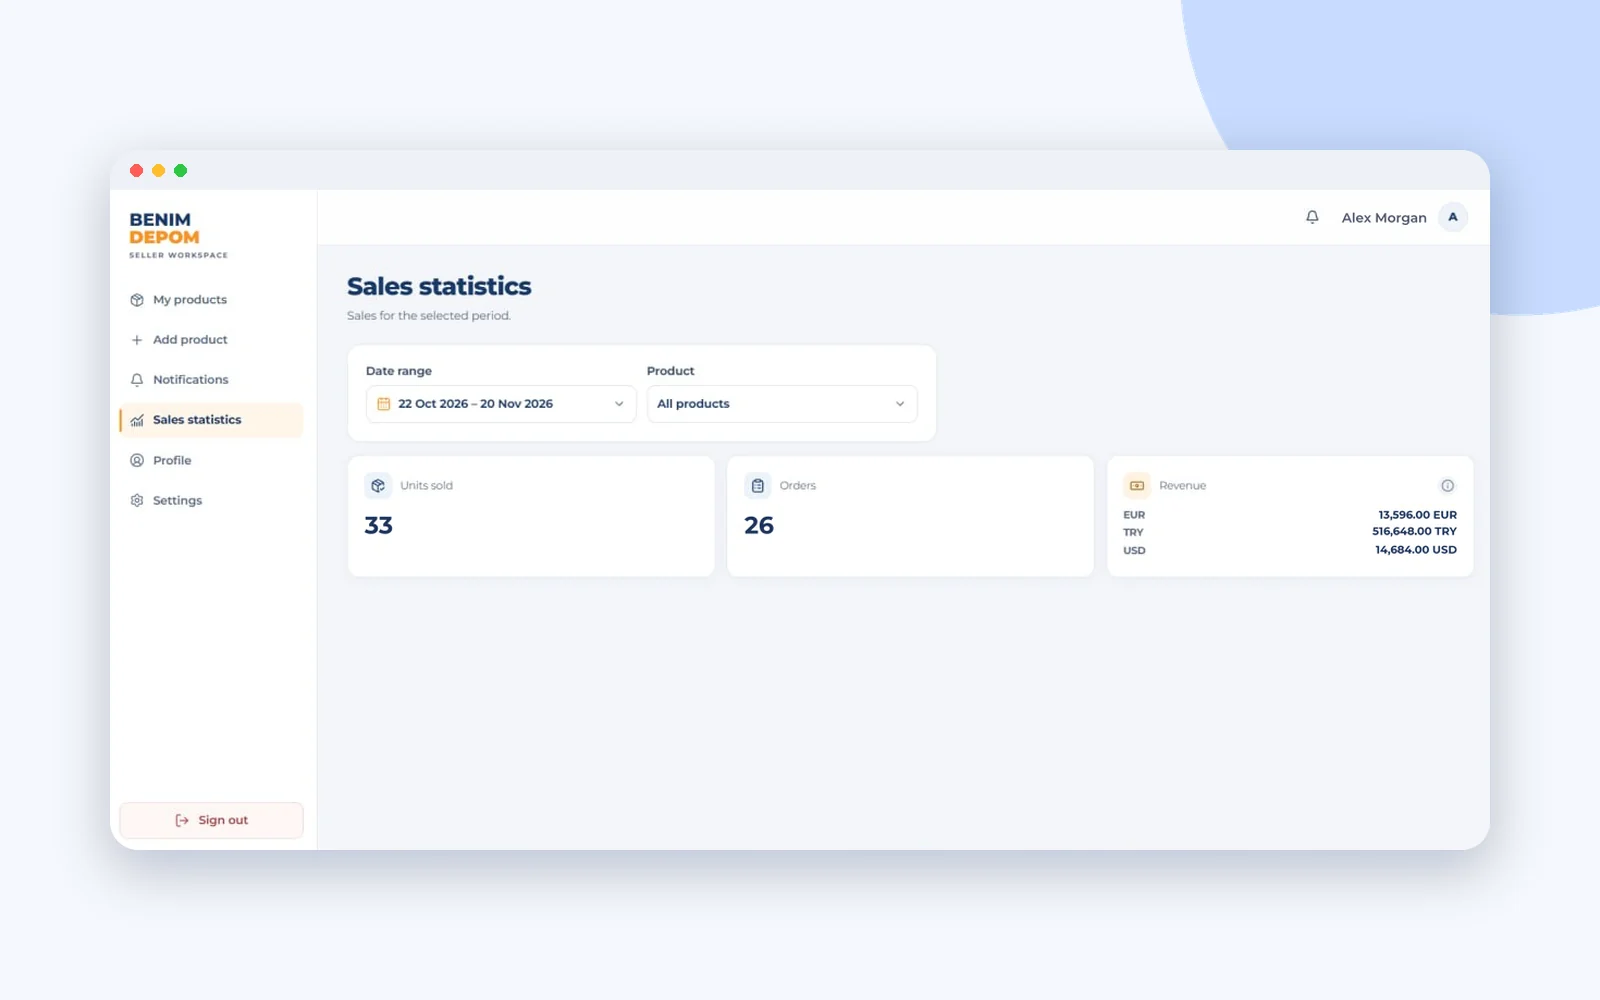 BENIM
DEPOM
SELLER WORKSPACE
My products
Add product
Notifications
Sales statistics
Profile
Settings
Sign out
Alex Morgan
A
Sales statistics
Sales for the selected period.
Date range
22 Oct 2026 – 20 Nov 2026
Product
All products
Units sold
33
Orders
26
Revenue
EUR 13,596.00 EUR
TRY 516,648.00 TRY
USD 14,684.00 USD